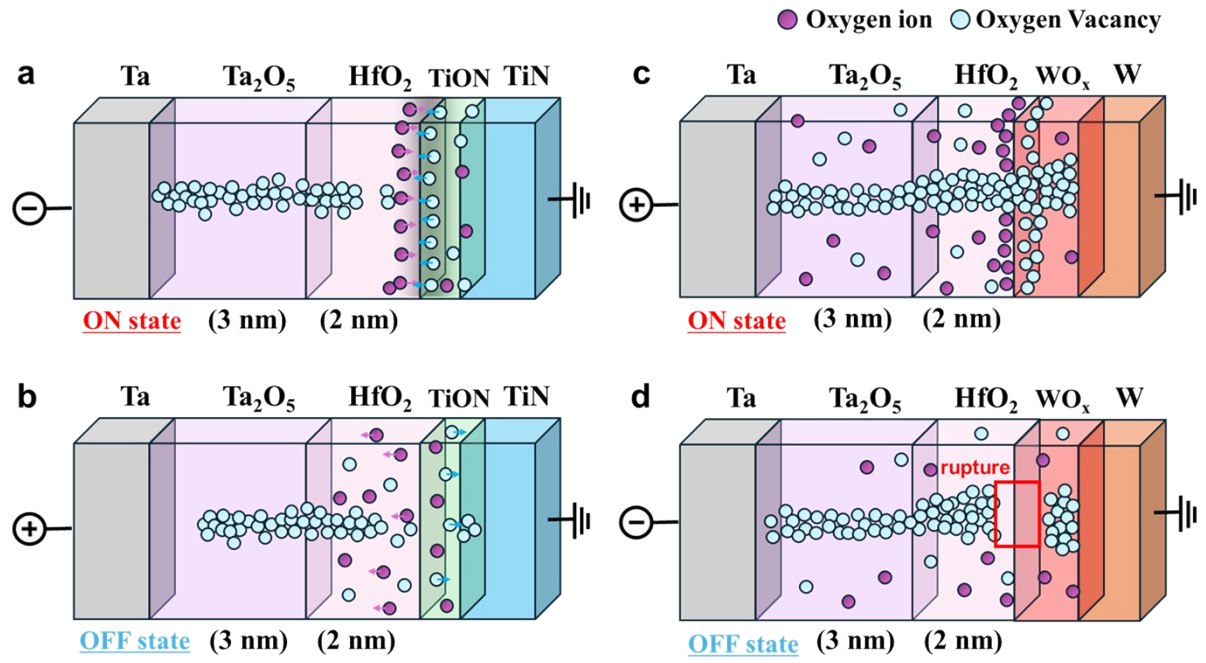 Oxygen ion Oxygen Vacancy
a
Ta Ta₂O₅ HfO₂ TiON TiN
−
ON state (3 nm) (2 nm)
c
Ta Ta₂O₅ HfO₂ WOₓ W
+
ON state (3 nm) (2 nm)
b
Ta Ta₂O₅ HfO₂ TiON TiN
+
OFF state (3 nm) (2 nm)
d
Ta Ta₂O₅ HfO₂ WOₓ W
rupture
−
OFF state (3 nm) (2 nm)